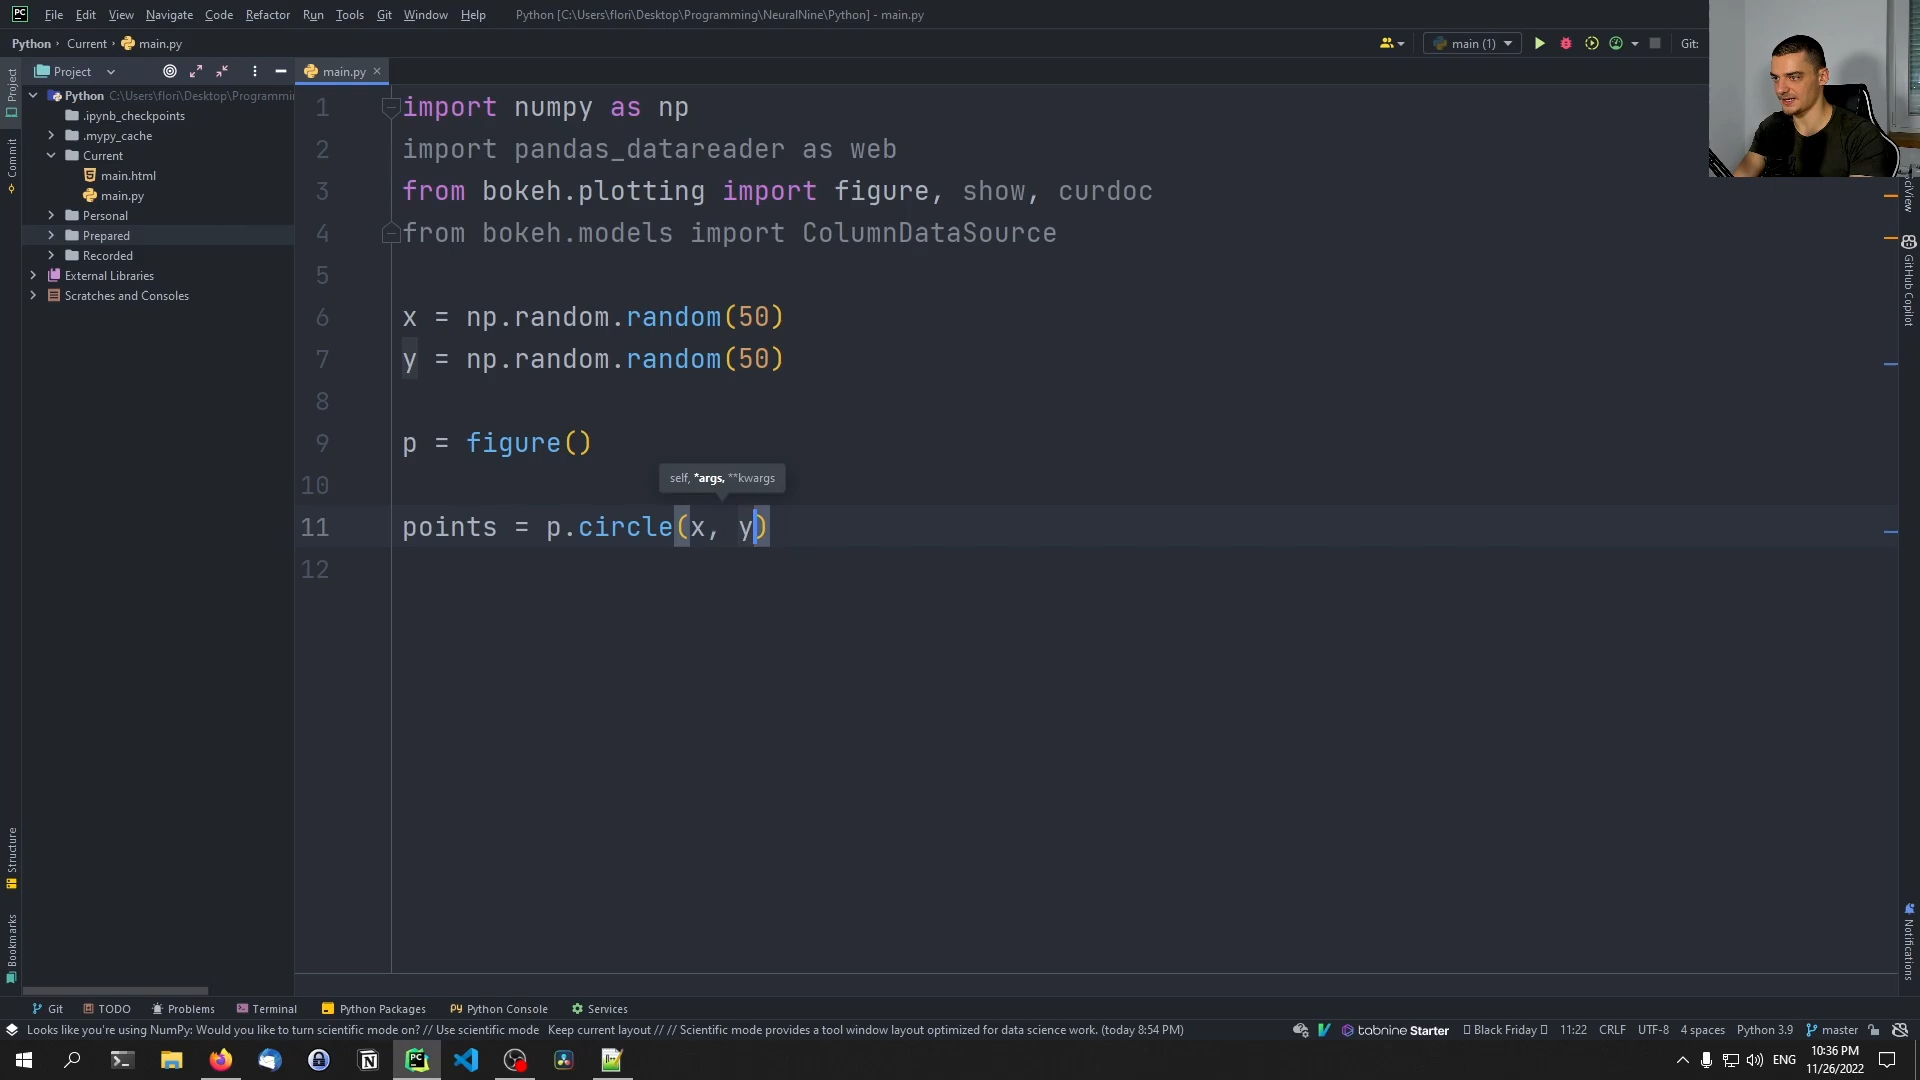 PC File Edit View Navigate Code Refactor Run Tools Git Window Help Python [C:\Users\flori\Desktop\Programming\NeuralNine\Python] - main.py
Python › Current › main.py main (1) Git:
Project
main.py
Python C:\Users\flori\Desktop\Programmi
.ipynb_checkpoints
.mypy_cache
Current
main.html
main.py
Personal
Prepared
Recorded
External Libraries
Scratches and Consoles
Project
Commit
Structure
Bookmarks
1 import numpy as np
2 import pandas_datareader as web
3 from bokeh.plotting import figure, show, curdoc
4 from bokeh.models import ColumnDataSource
5
6 x = np.random.random(50)
7 y = np.random.random(50)
8
9 p = figure()
self, *args, **kwargs
10
11 points = p.circle(x, y)
12
GitHub Copilot
Notifications
Git TODO Problems Terminal Python Packages Python Console Services
Looks like you're using NumPy: Would you like to turn scientific mode on? // Use scientific mode Keep current layout // // Scientific mode provides a tool window layout optimized for data science work. (today 8:54 PM) tabnine Starter Black Friday 11:22 CRLF UTF-8 4 spaces Python 3.9 master
ENG 10:36 PM
11/26/2022